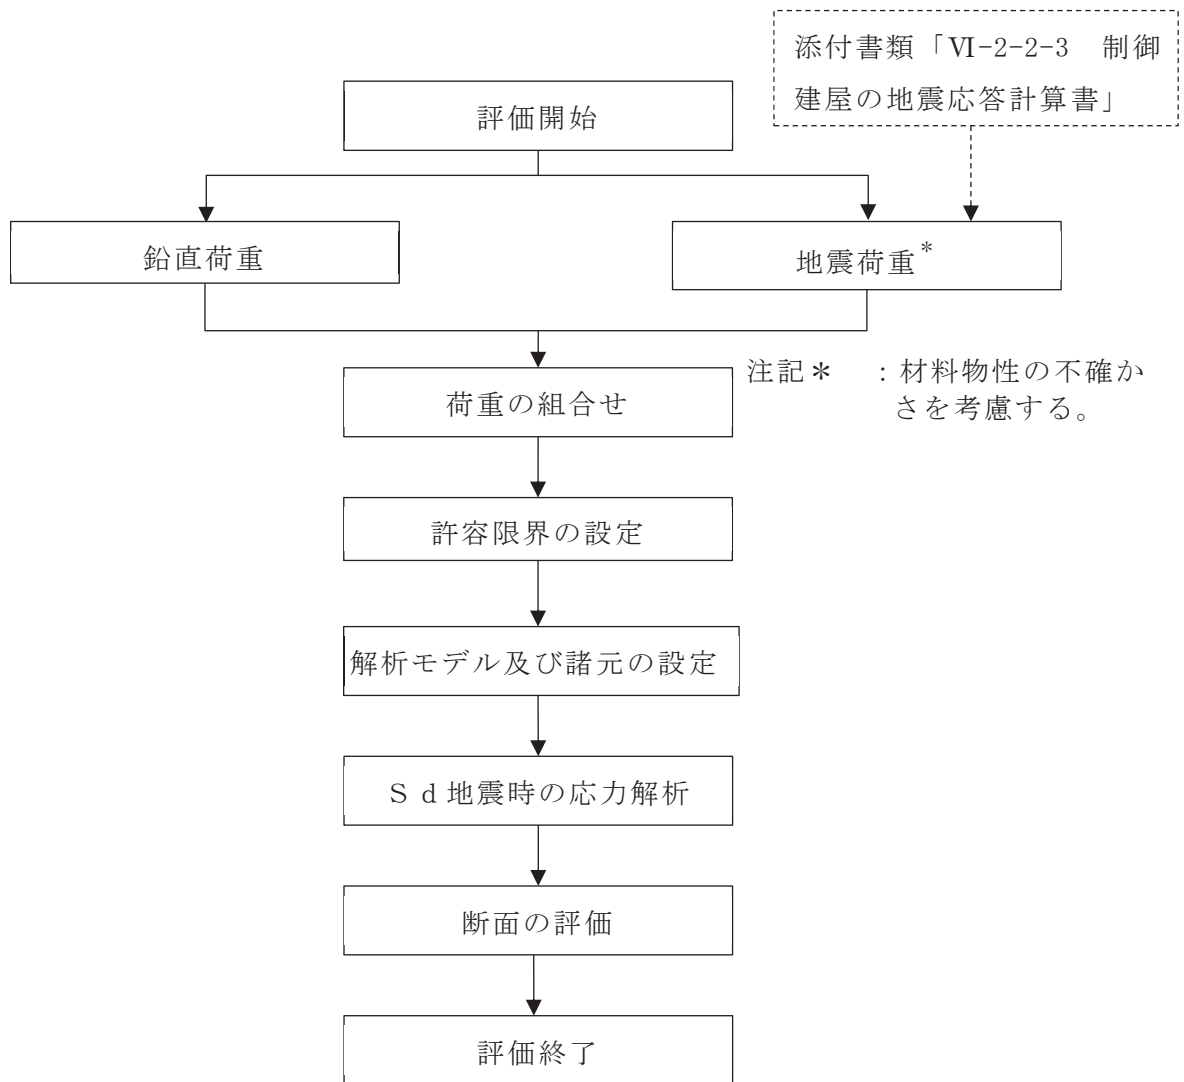 添付書類「Ⅵ-2-2-3 制御
建屋の地震応答計算書」
評価開始
鉛直荷重
地震荷重*
注記＊ ：材料物性の不確か
さを考慮する。
荷重の組合せ
許容限界の設定
解析モデル及び諸元の設定
Ｓｄ地震時の応力解析
断面の評価
評価終了